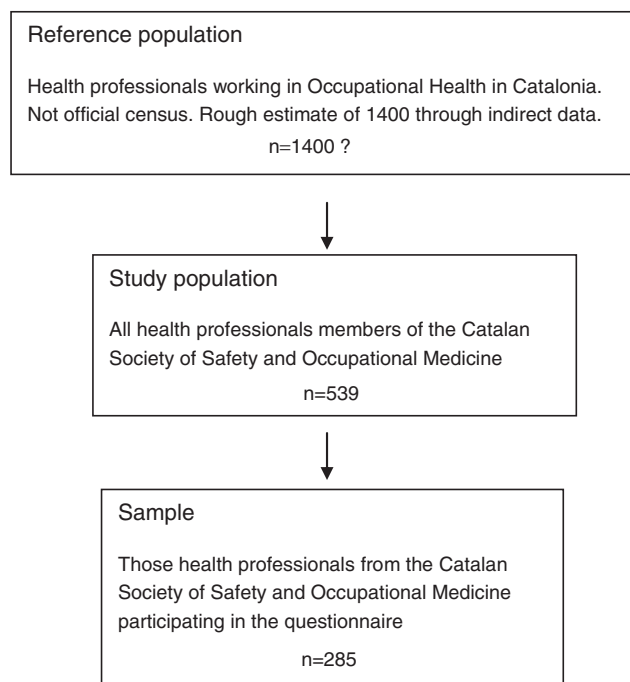 Reference population
Health professionals working in Occupational Health in Catalonia.
Not official census. Rough estimate of 1400 through indirect data.
n=1400 ?
Study population
All health professionals members of the Catalan
Society of Safety and Occupational Medicine
n=539
Sample
Those health professionals from the Catalan
Society of Safety and Occupational Medicine
participating in the questionnaire
n=285